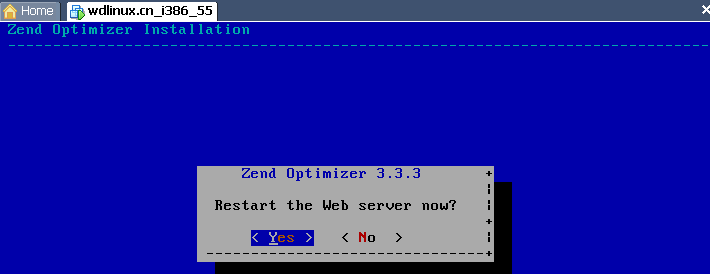 Home
wdlinux.cn_i386_55
Zend Optimizer Installation
Zend Optimizer 3.3.3
Restart the Web server now?
< Yes > < No >